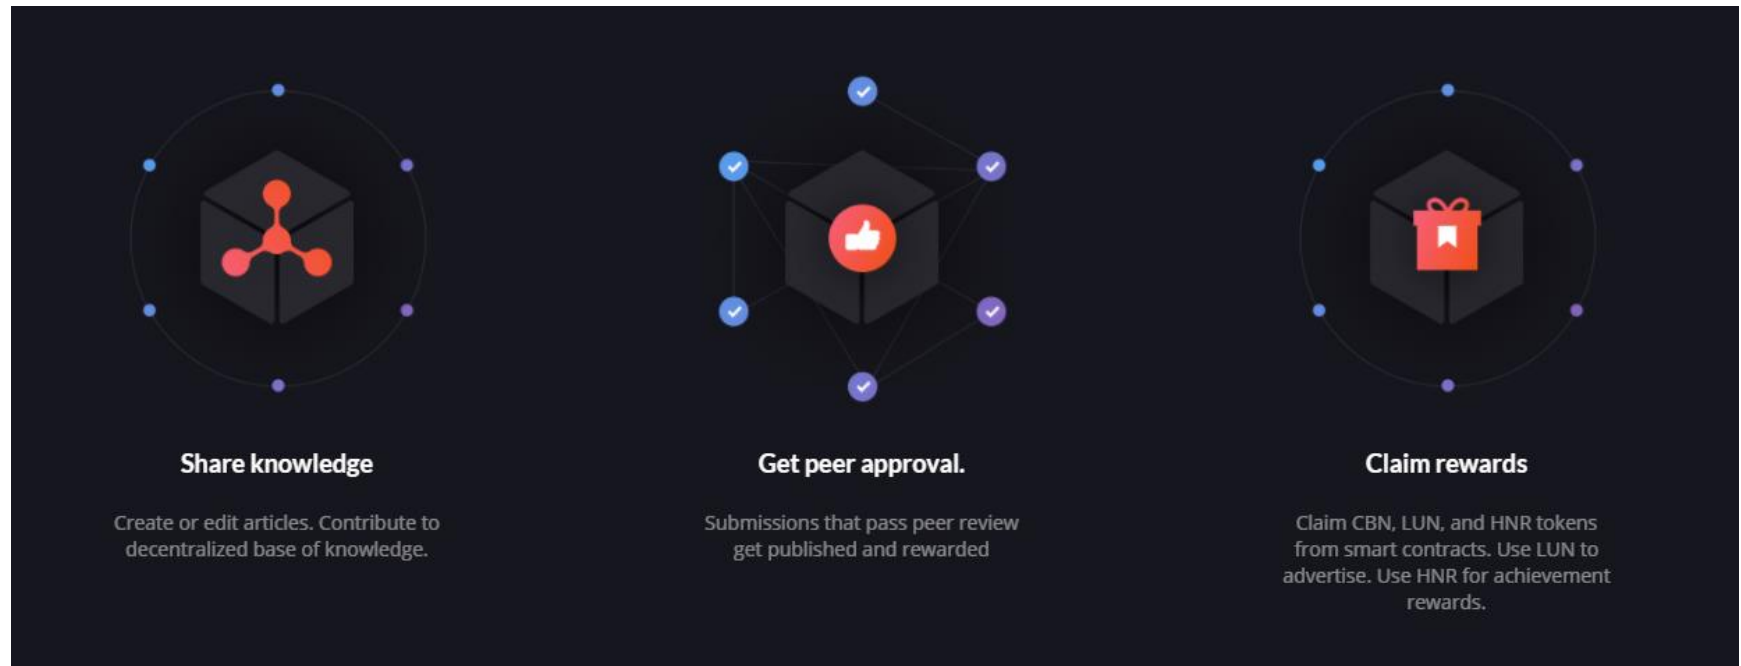 Share knowledge
Create or edit articles. Contribute to
decentralized base of knowledge.
Get peer approval.
Submissions that pass peer review
get published and rewarded
Claim rewards
Claim CBN, LUN, and HNR tokens
from smart contracts. Use LUN to
advertise. Use HNR for achievement
rewards.